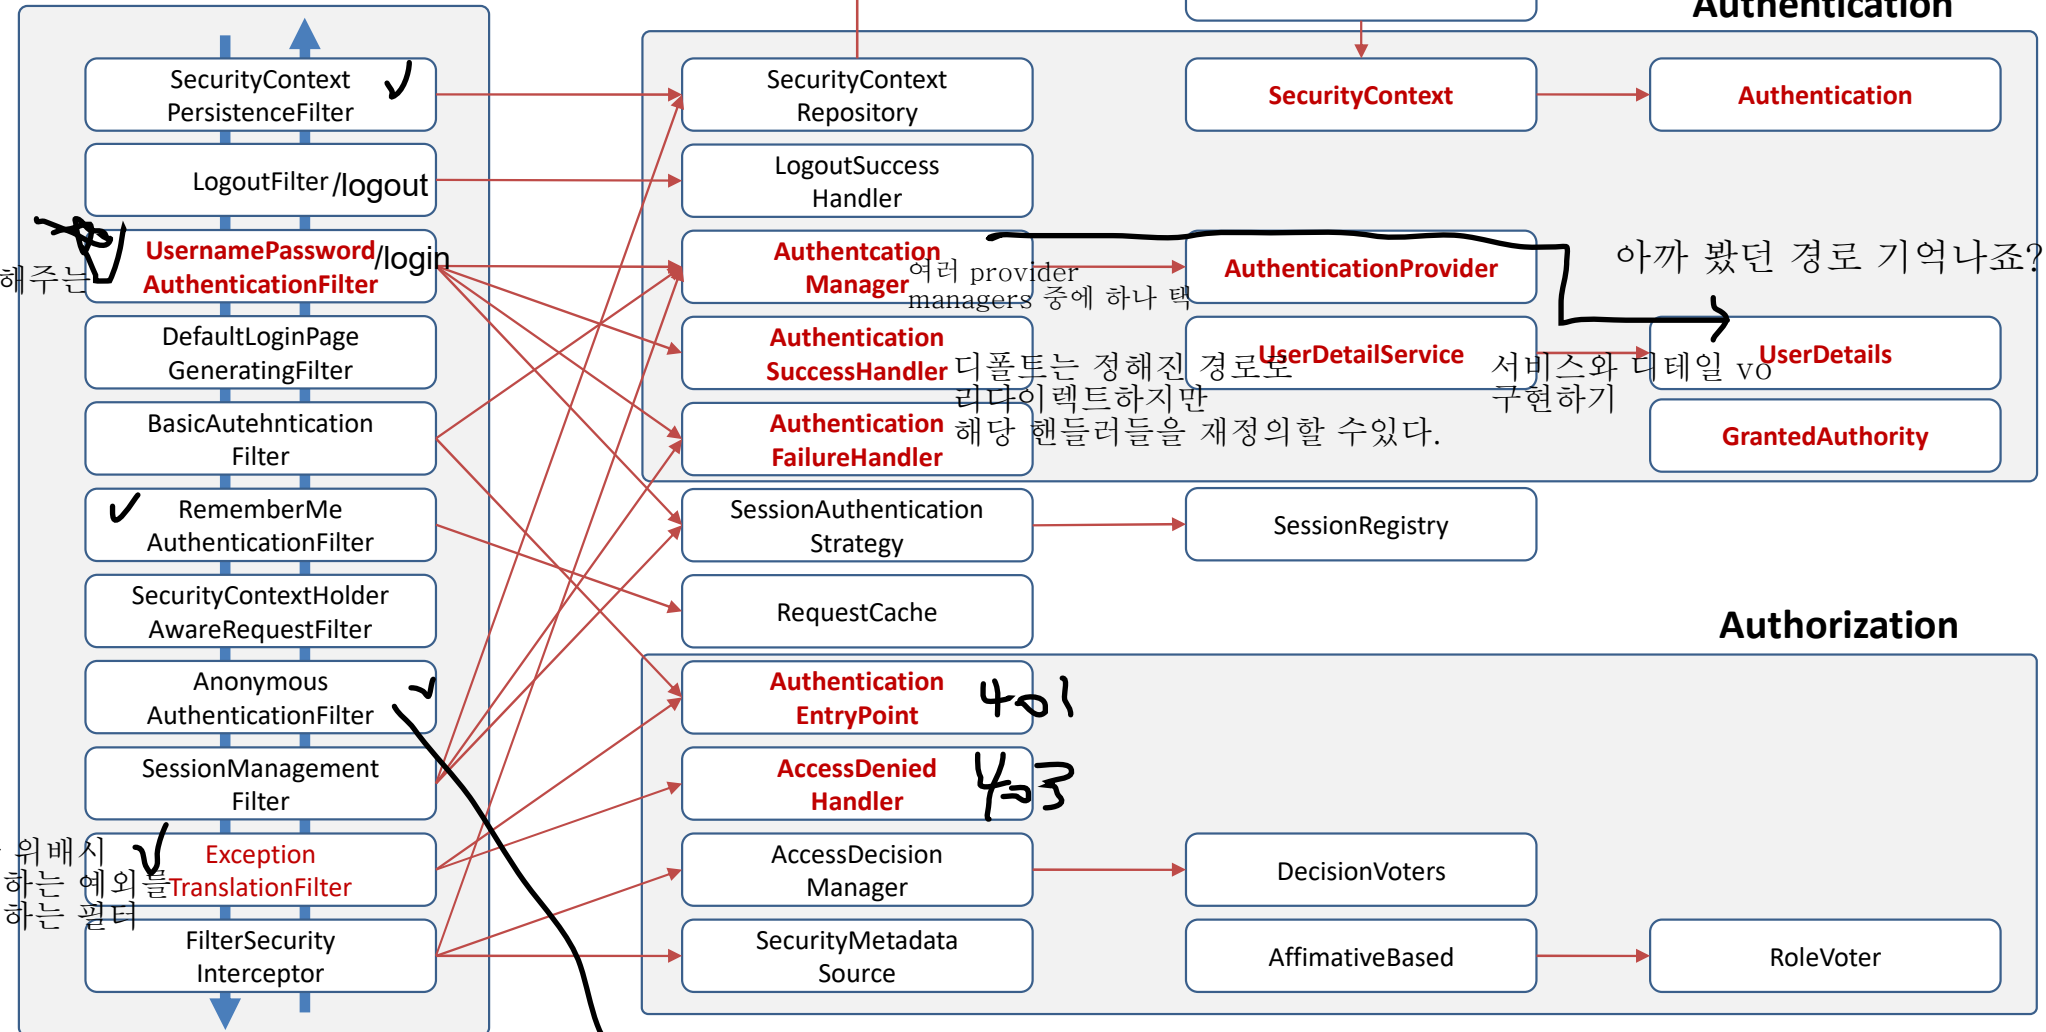 Authentication
SecurityContext
PersistenceFilter
SecurityContext
Repository
SecurityContext
Authentication
LogoutFilter /logout
LogoutSuccess
Handler
해주는
UsernamePassword /login
AuthenticationFilter
Authentcation
Manager
여러 provider
managers 중에 하나 택
AuthenticationProvider
아까 봤던 경로 기억나죠?
DefaultLoginPage
GeneratingFilter
Authentication
SuccessHandler
디폴트는 정해진 경로로
리다이렉트하지만
해당 핸들러들을 재정의할 수있다.
UserDetailService
서비스와 디테일 vo
구현하기
UserDetails
BasicAutehntication
Filter
Authentication
FailureHandler
GrantedAuthority
RememberMe
AuthenticationFilter
SessionAuthentication
Strategy
SessionRegistry
SecurityContextHolder
AwareRequestFilter
RequestCache
Authorization
Anonymous
AuthenticationFilter
Authentication
EntryPoint
401
SessionManagement
Filter
AccessDenied
Handler
403
위배시
하는 예외를
하는 필터
Exception
TranslationFilter
AccessDecision
Manager
DecisionVoters
FilterSecurity
Interceptor
SecurityMetadata
Source
AffimativeBased
RoleVoter